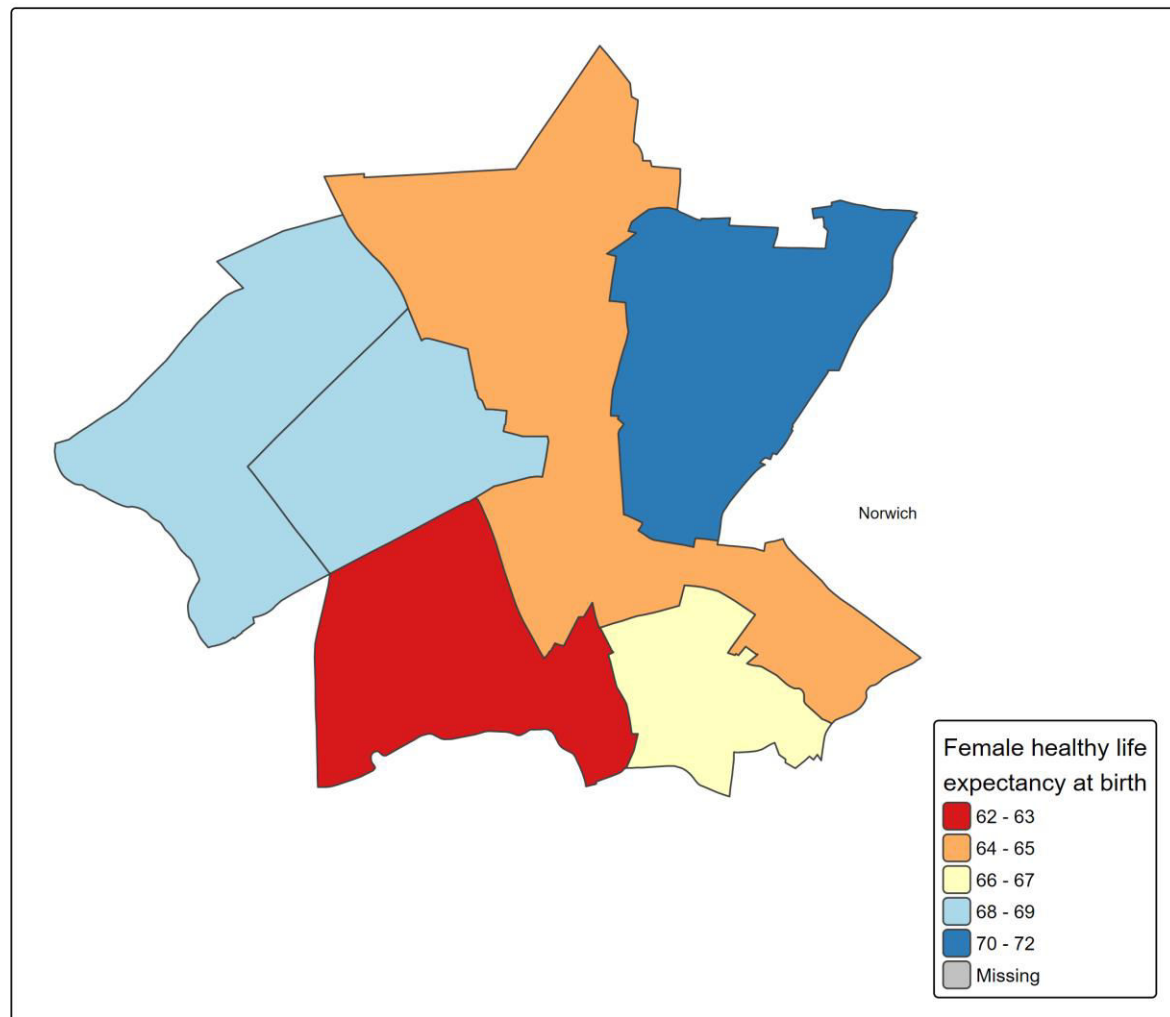 Norwich
Female healthy life
expectancy at birth
62 - 63
64 - 65
66 - 67
68 - 69
70 - 72
Missing